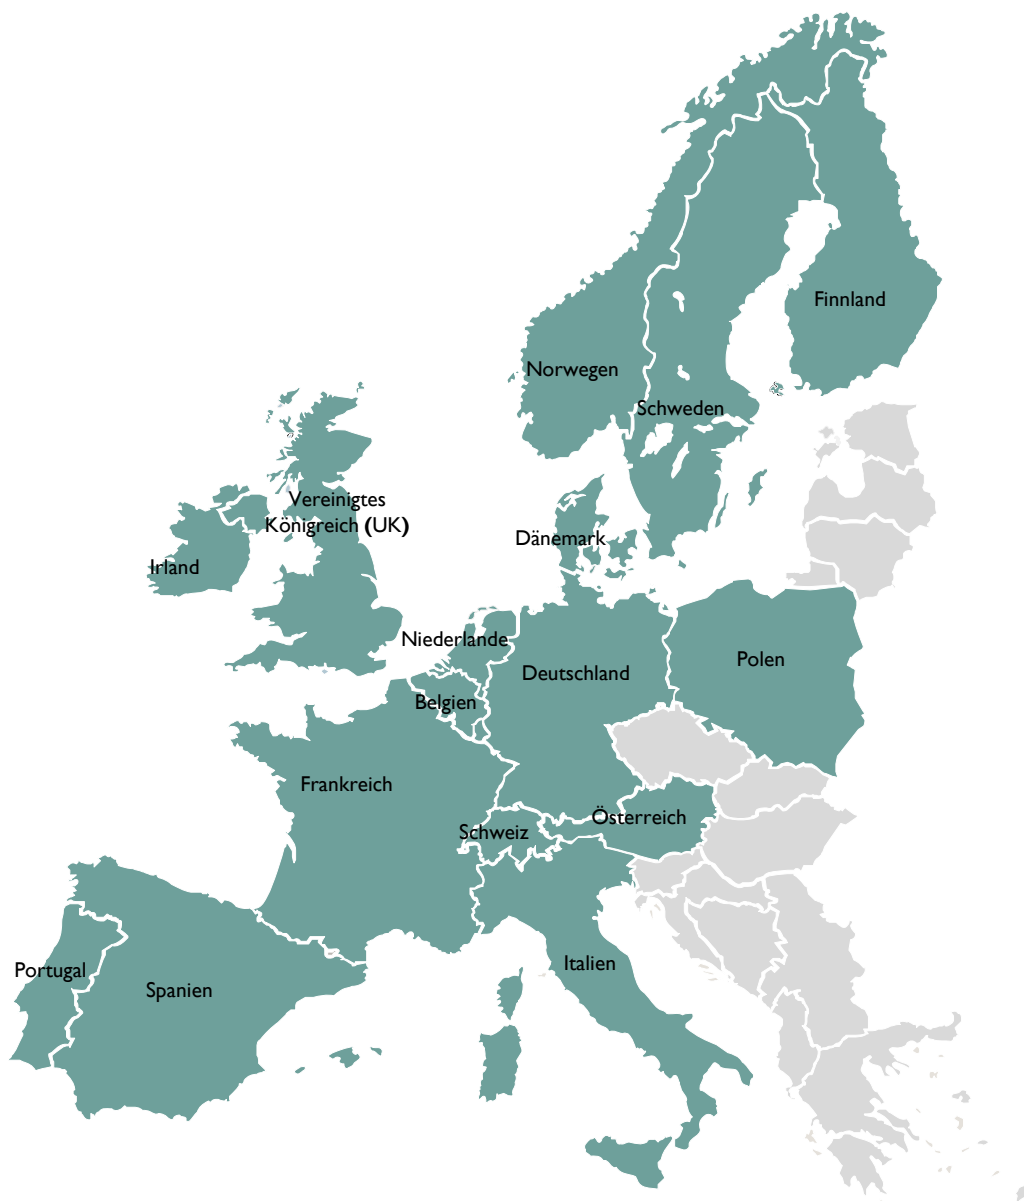 Finnland
Norwegen
Schweden
Vereinigtes
Königreich (UK)
Dänemark
Irland
Niederlande
Polen
Deutschland
Belgien
Frankreich
Österreich
Schweiz
Italien
Portugal
Spanien